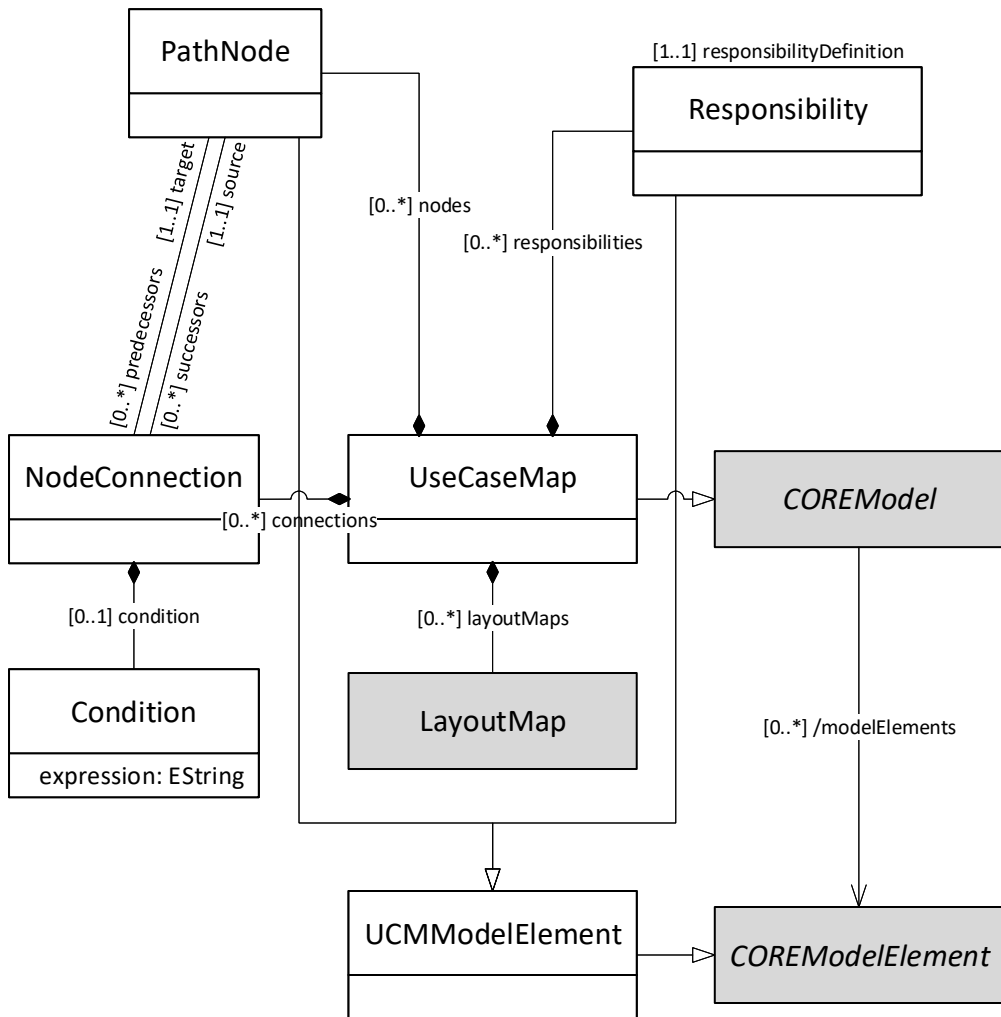 PathNode
[1..1] responsibilityDefinition
Responsibility
[1..1] target
[1..1] source
[0..*] nodes
[0..*] responsibilities
[0..*] predecessors
[0..*] successors
NodeConnection
UseCaseMap
COREModel
[0..*] connections
[0..1] condition
[0..*] layoutMaps
Condition
LayoutMap
[0..*] /modelElements
expression: EString
UCMModelElement
COREModelElement